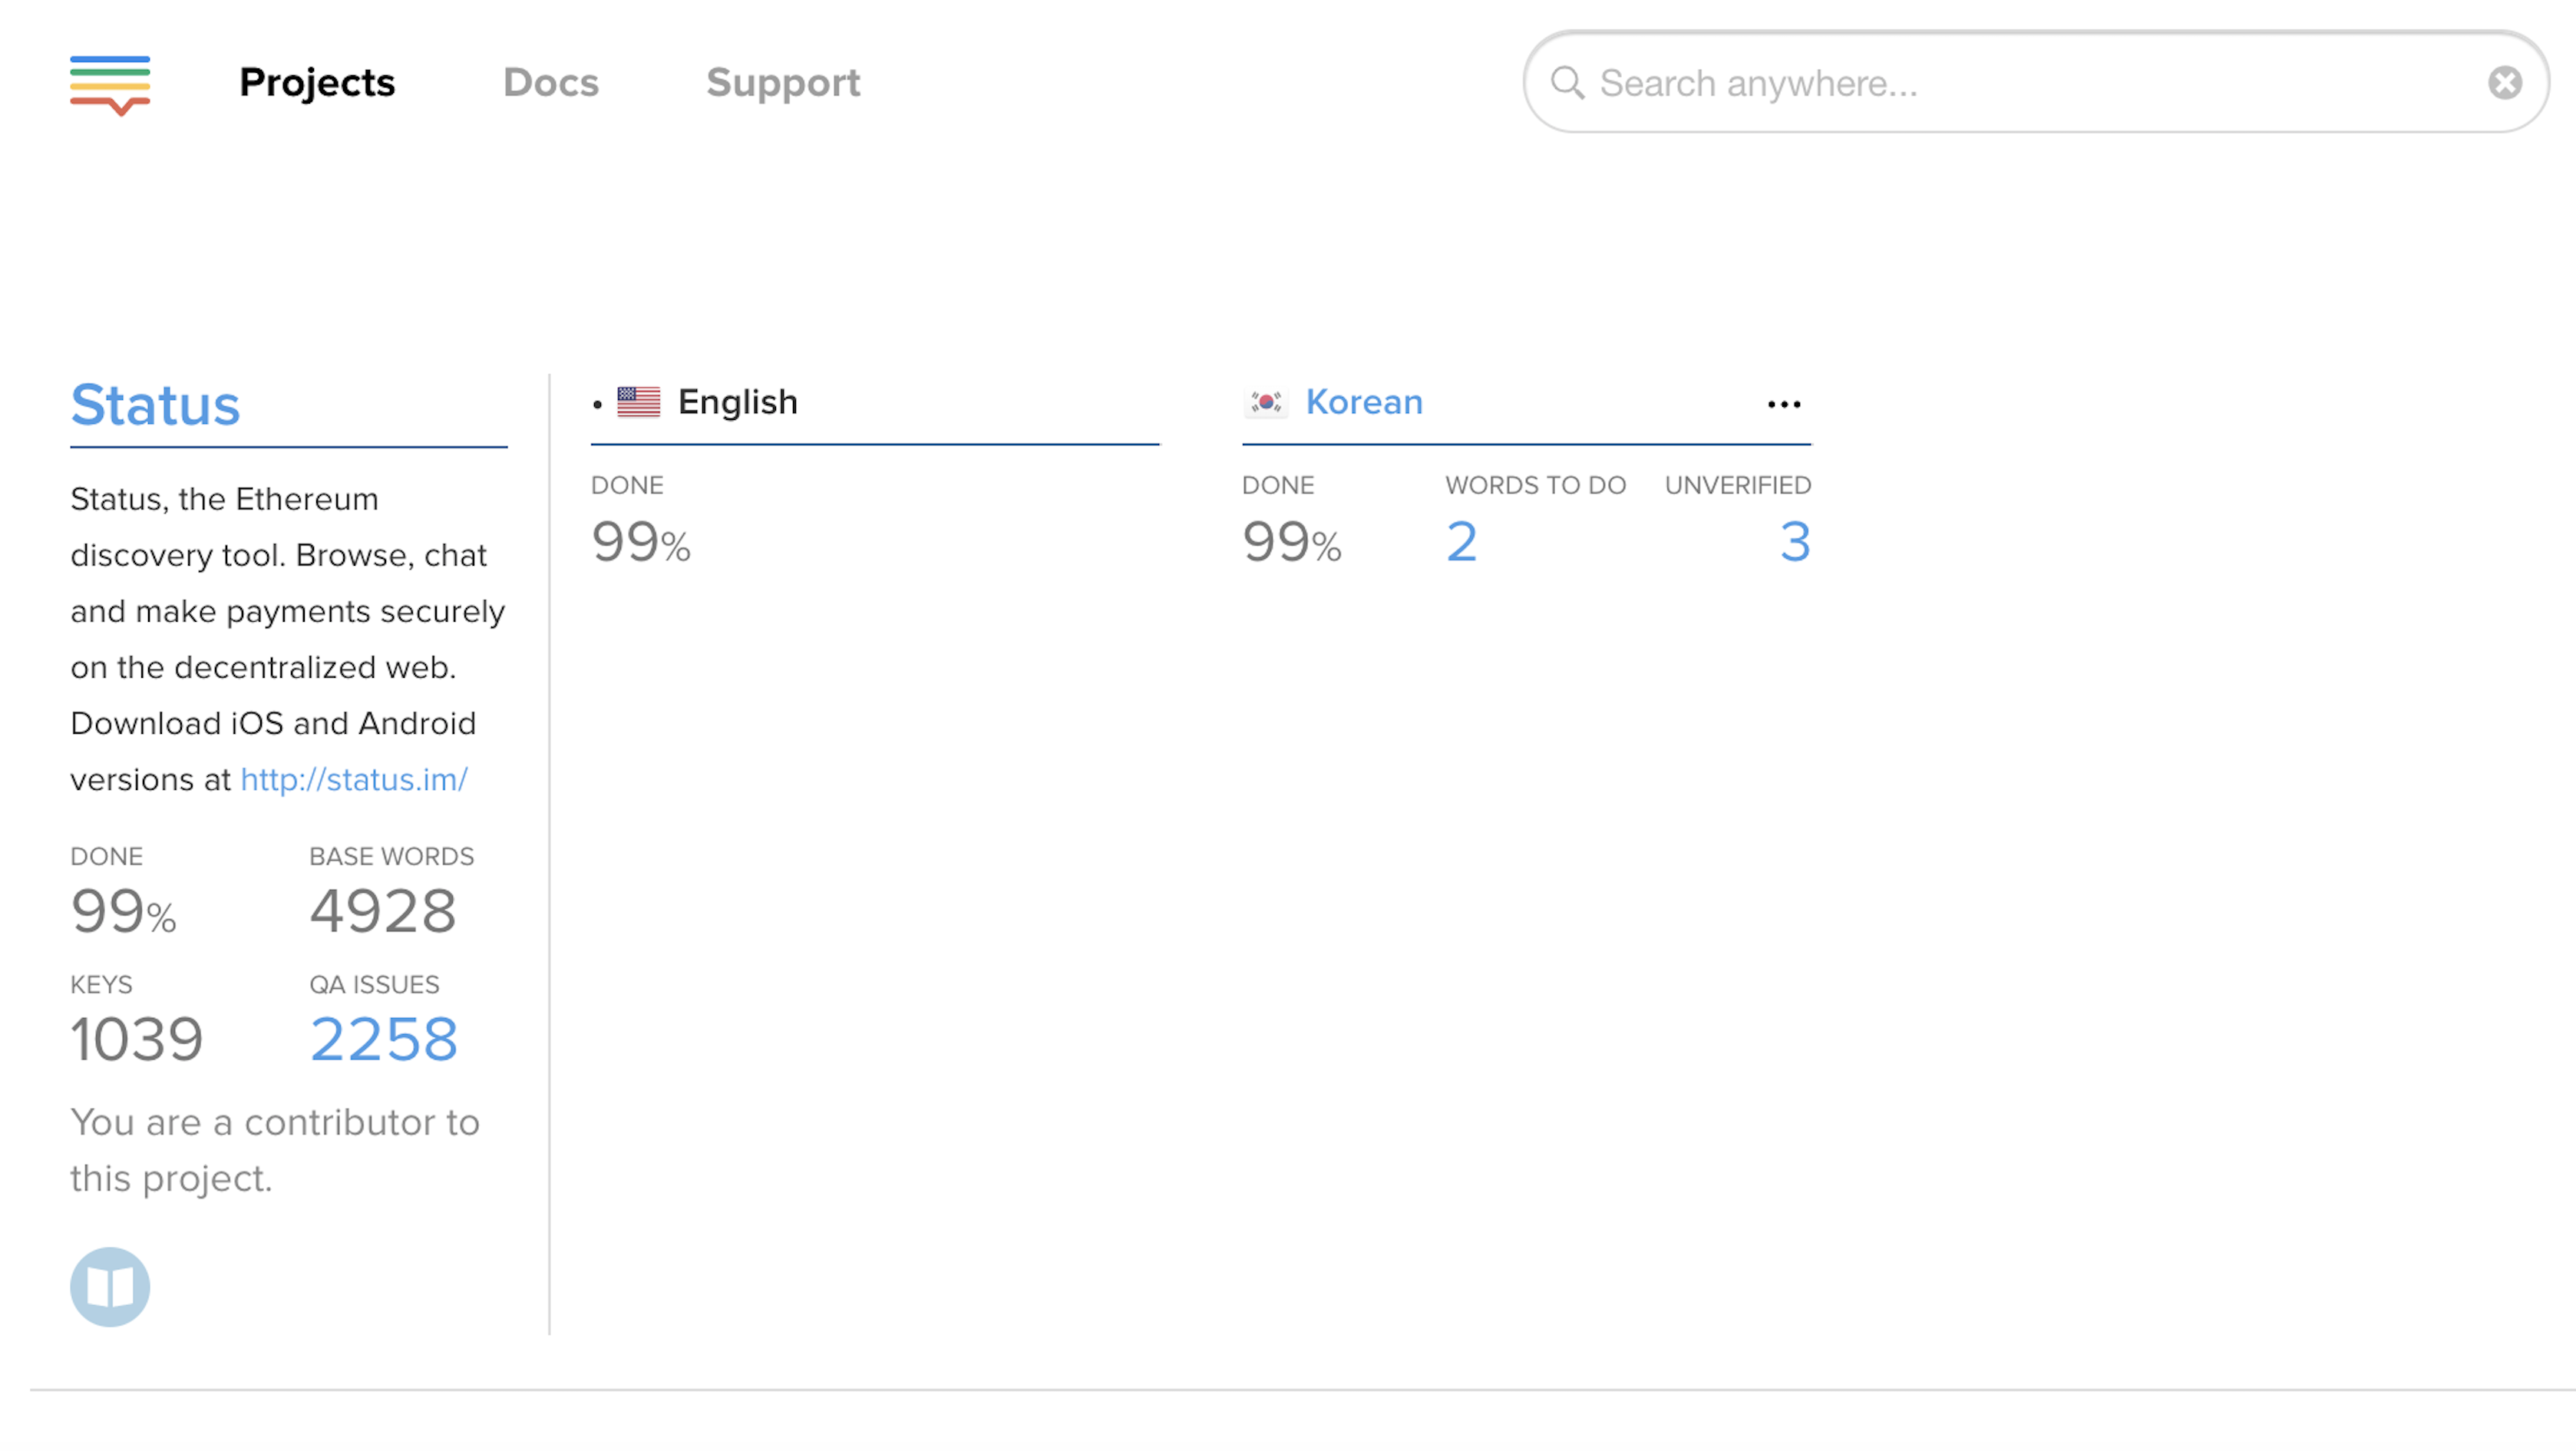 Projects
Docs
Support
Search anywhere...
Status
Status, the Ethereum
discovery tool. Browse, chat
and make payments securely
on the decentralized web.
Download iOS and Android
versions at http://status.im/
DONE BASE WORDS
99% 4928
KEYS QA ISSUES
1039 2258
You are a contributor to
this project.
• English
DONE
99%
Korean ...
DONE WORDS TO DO UNVERIFIED
99% 2 3